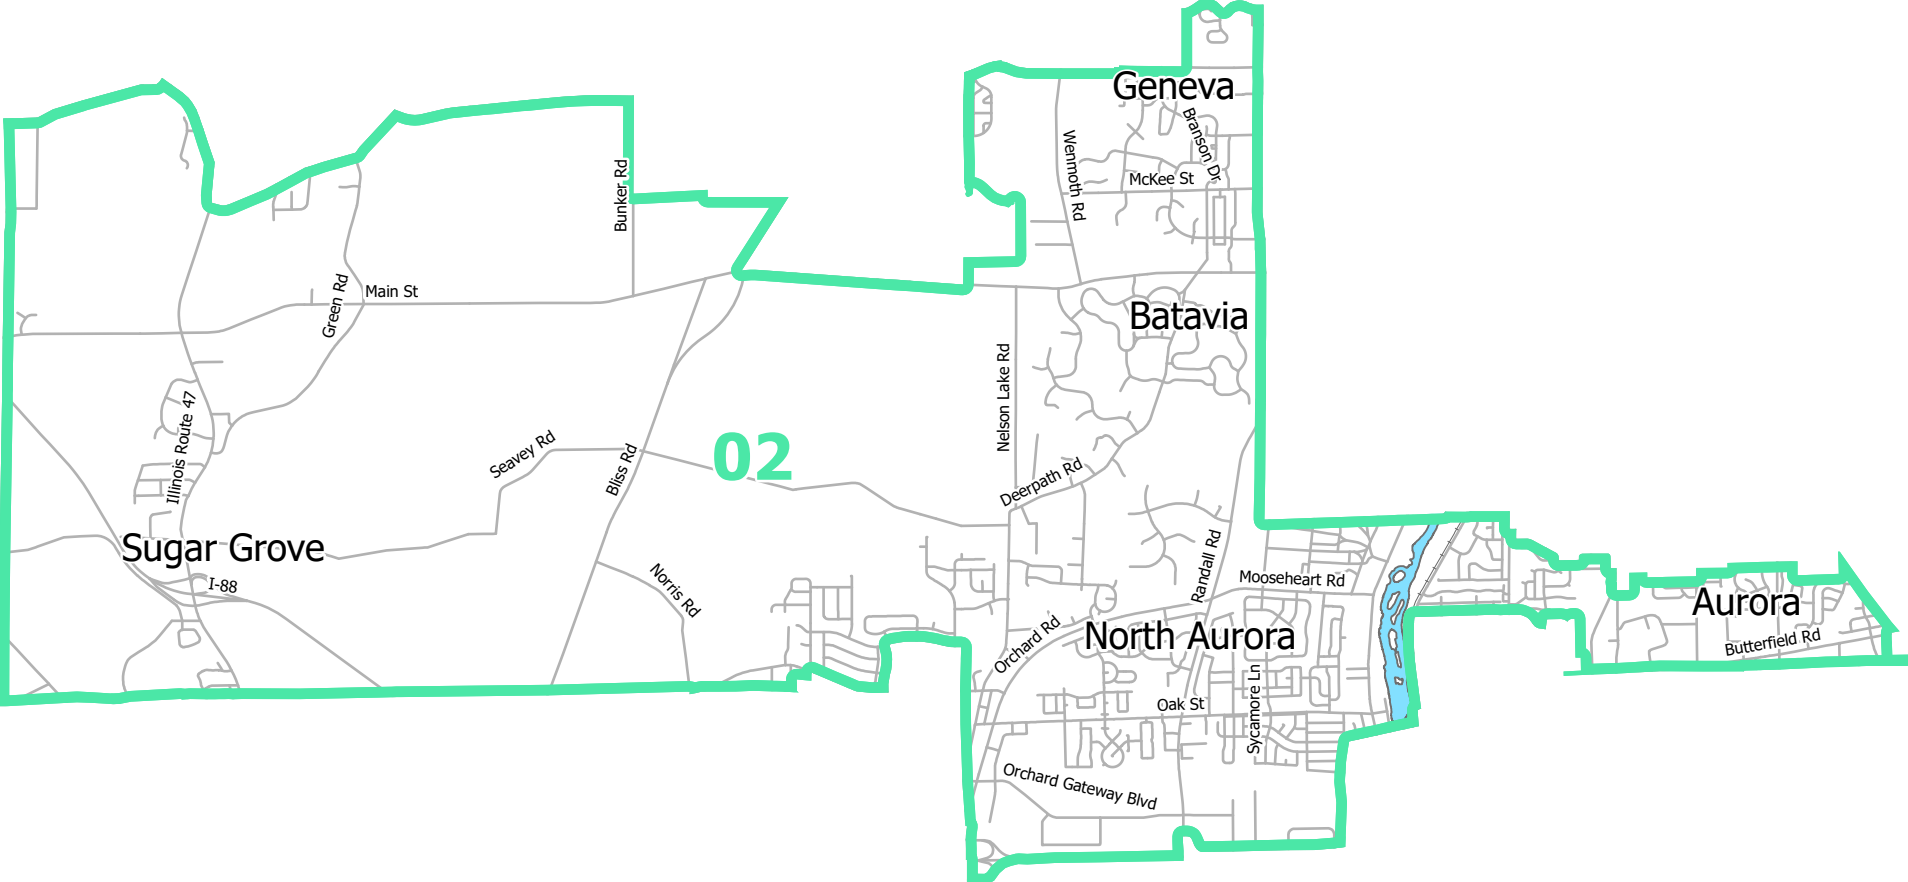 Geneva
Branson Dr
Wenmoth Rd
McKee St
Bunker Rd
Green Rd
Main St
Batavia
Nelson Lake Rd
Illinois Route 47
Seavey Rd
Bliss Rd
02
Deerpath Rd
Sugar Grove
I-88
Norris Rd
Randall Rd
Mooseheart Rd
Aurora
Orchard Rd
North Aurora
Butterfield Rd
Oak St
Sycamore Ln
Orchard Gateway Blvd